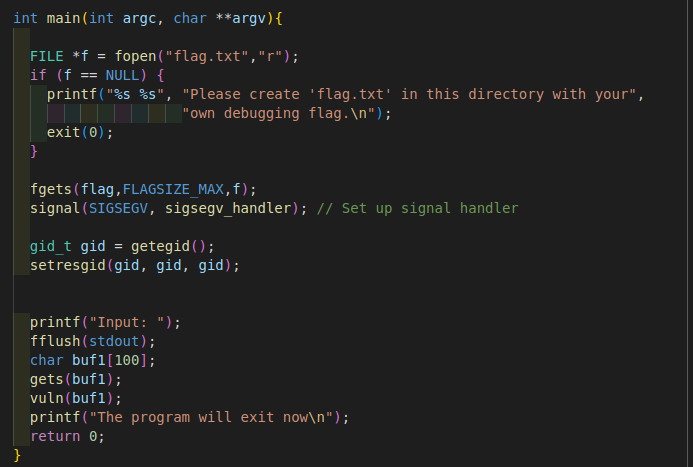 int main(int argc, char **argv){
FILE *f = fopen("flag.txt","r");
if (f == NULL) {
printf("%s %s", "Please create 'flag.txt' in this directory with your",
"own debugging flag.\n");
exit(0);
}
fgets(flag,FLAGSIZE_MAX,f);
signal(SIGSEGV, sigsegv_handler); // Set up signal handler
gid_t gid = getegid();
setresgid(gid, gid, gid);
printf("Input: ");
fflush(stdout);
char buf1[100];
gets(buf1);
vuln(buf1);
printf("The program will exit now\n");
return 0;
}